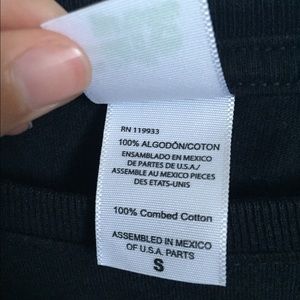 RN 119933
100% ALGODÓN/COTON
ENSAMBLADO EN MEXICO
DE PARTES DE U.S.A./
ASSEMBLE AU MEXICO PIECES
DES ETATS-UNIS
100% Combed Cotton
ASSEMBLED IN MEXICO
OF U.S.A. PARTS
S